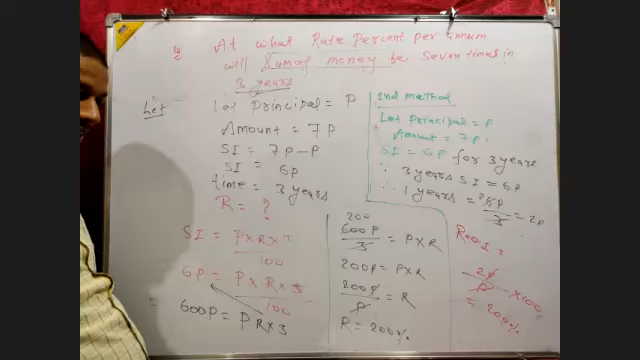 Q At what Rate Percent per annum
will Sum of money be Seven times in
3 years
Let
Let Principal = P
Amount = 7P
SI = 7P - P
SI = 6P
time = 3 years
R = ?
SI = P × R × T
100
6P = P × R × 3
100
= 600P = P R × 3
2nd method
Let Principal = P
Amount = 7P.
SI = 6P for 3 years
∵ 3 years SI = 6P
∵ 1 years = 2 6P = 2P
3
200
600P = P × R
3
200P = P × R
200P = R
P
R = 200%
R.O.I =
2P × 100
P
= 200%